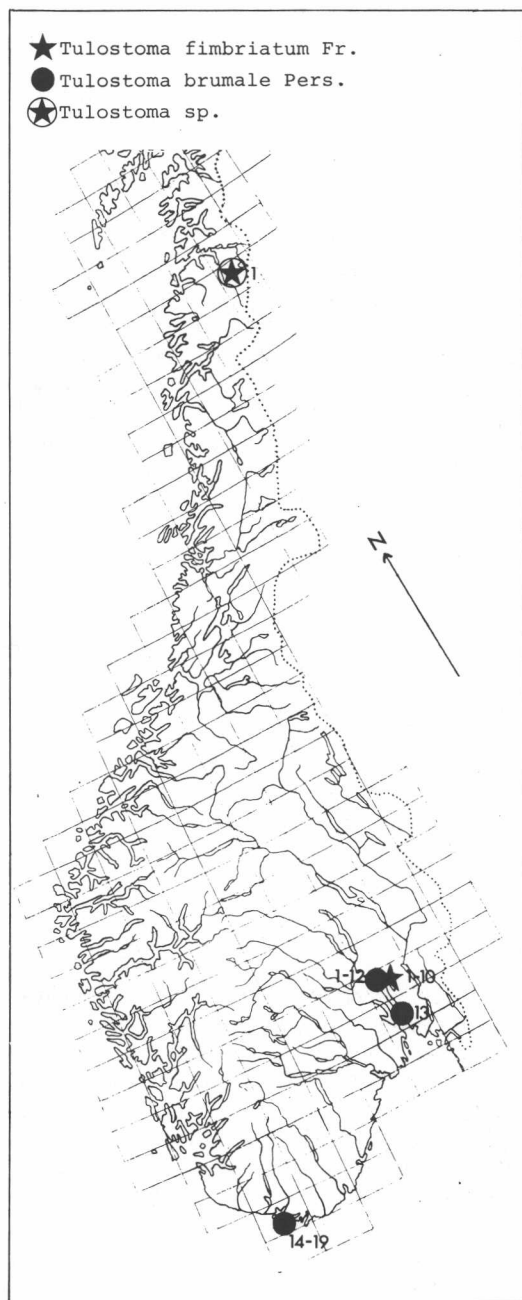 ★Tulostoma fimbriatum Fr.
●Tulostoma brumale Pers.
Tulostoma sp.
1
N
1-12
1-10
13
14-19